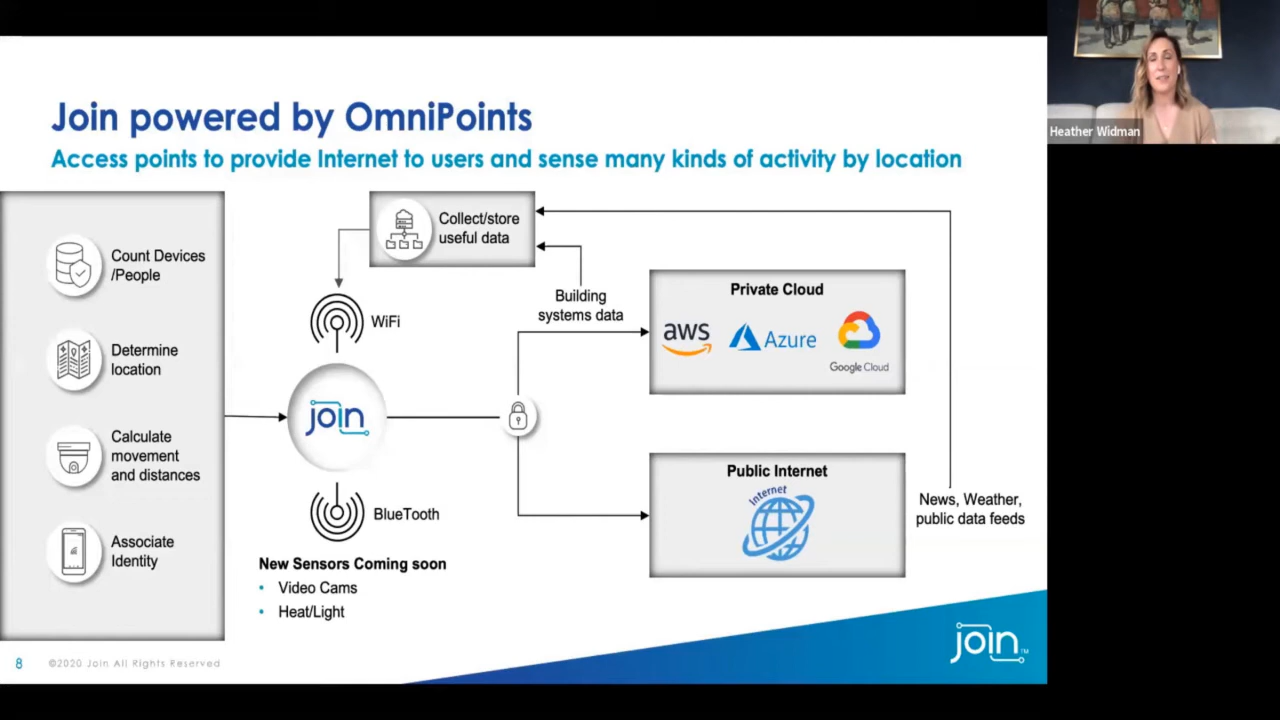 Join powered by OmniPoints
Access points to provide Internet to users and sense many kinds of activity by location
Heather Widman
Count Devices
/People
Determine
location
Calculate
movement
and distances
Associate
Identity
Collect/store
useful data
WiFi
join
BlueTooth
New Sensors Coming soon
• Video Cams
• Heat/Light
Building
systems data
Private Cloud
aws
Azure
Google Cloud
Public Internet
Internet
News, Weather,
public data feeds
8
©2020 Join All Rights Reserved
join™